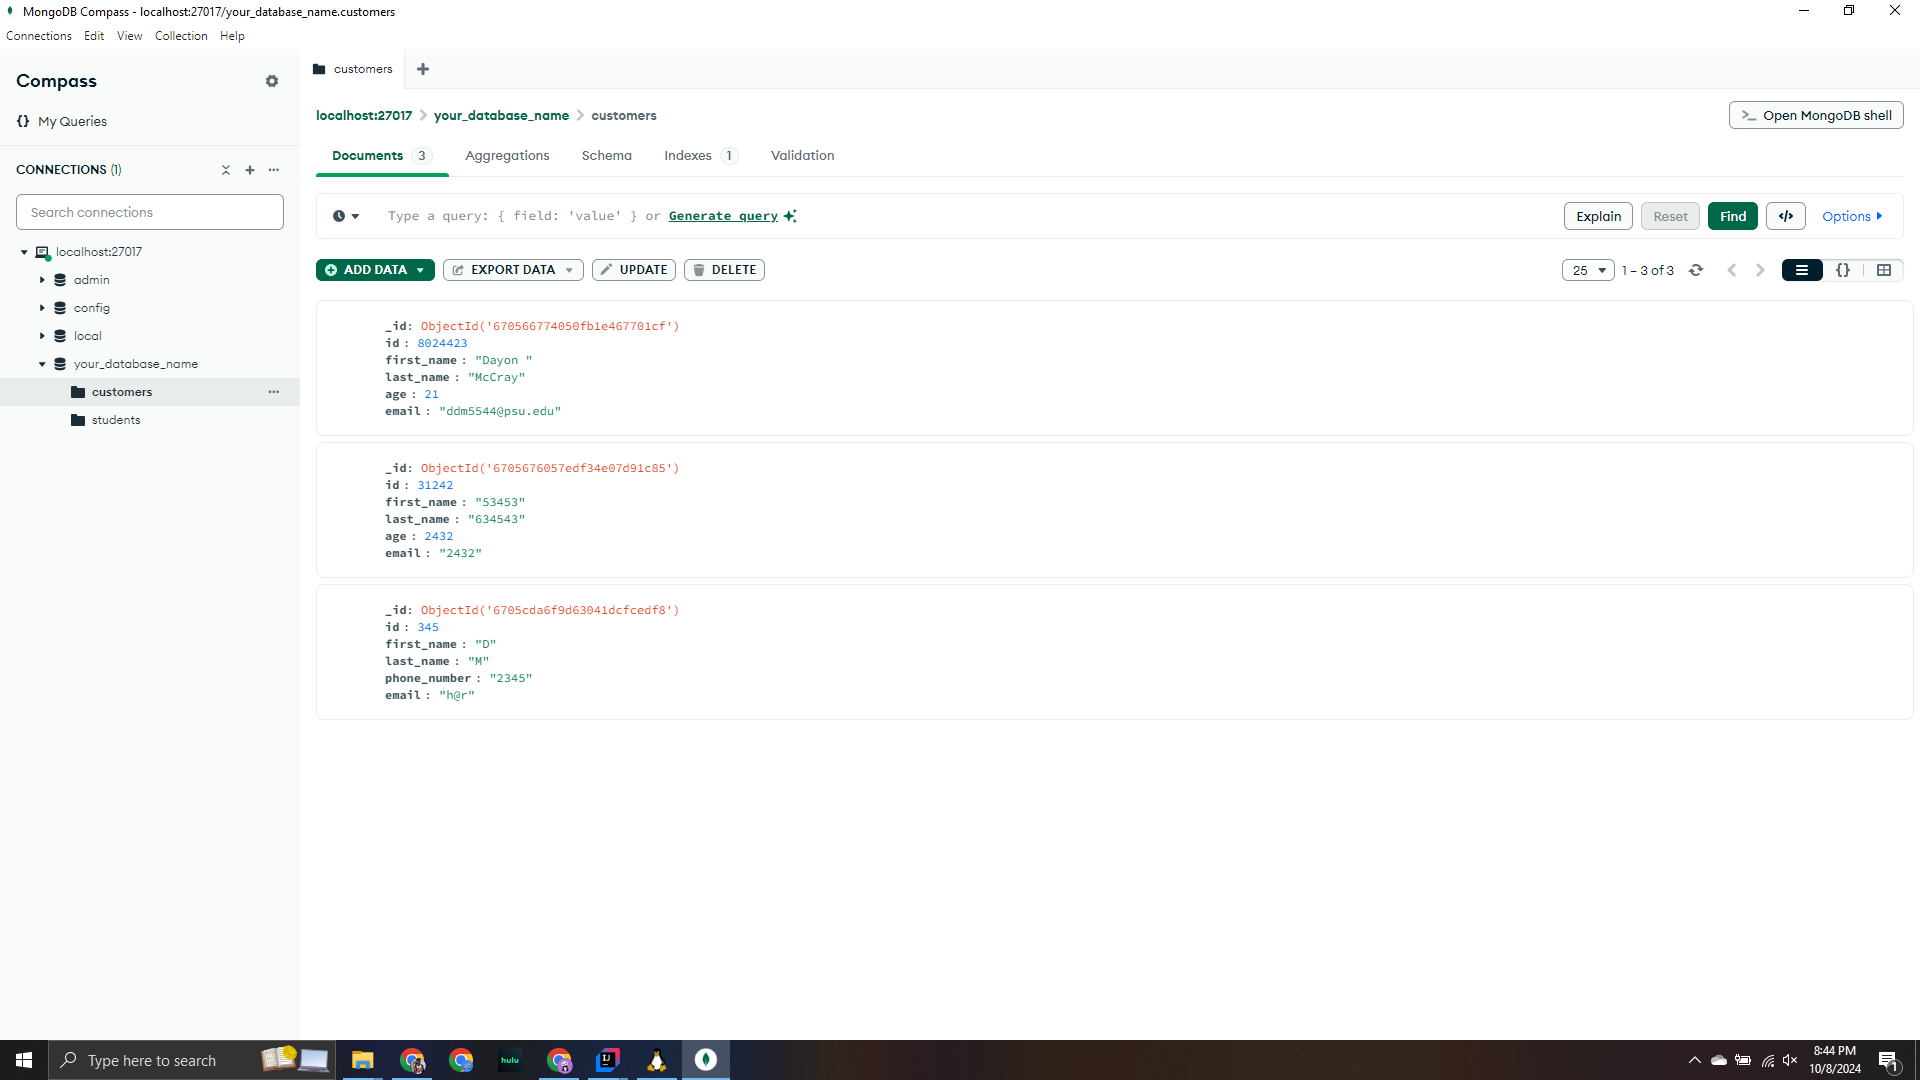 MongoDB Compass - localhost:27017/your_database_name.customers
Connections Edit View Collection Help
Compass
{} My Queries
CONNECTIONS (1)
Search connections
localhost:27017
admin
config
local
your_database_name
customers
students
customers
localhost:27017 > your_database_name > customers
>_ Open MongoDB shell
Documents 3 Aggregations Schema Indexes 1 Validation
Type a query: { field: 'value' } or Generate query
Explain Reset Find </> Options
ADD DATA EXPORT DATA UPDATE DELETE
25 1 – 3 of 3 {}
_id: ObjectId('670566774050fb1e467701cf')
id : 8024423
first_name : "Dayon "
last_name : "McCray"
age : 21
email : "ddm5544@psu.edu"
_id: ObjectId('6705676057edf34e07d91c85')
id : 31242
first_name : "53453"
last_name : "634543"
age : 2432
email : "2432"
_id: ObjectId('6705cda6f9d63041dcfcedf8')
id : 345
first_name : "D"
last_name : "M"
phone_number : "2345"
email : "h@r"
Type here to search
hulu
IJ
8:44 PM
10/8/2024
1